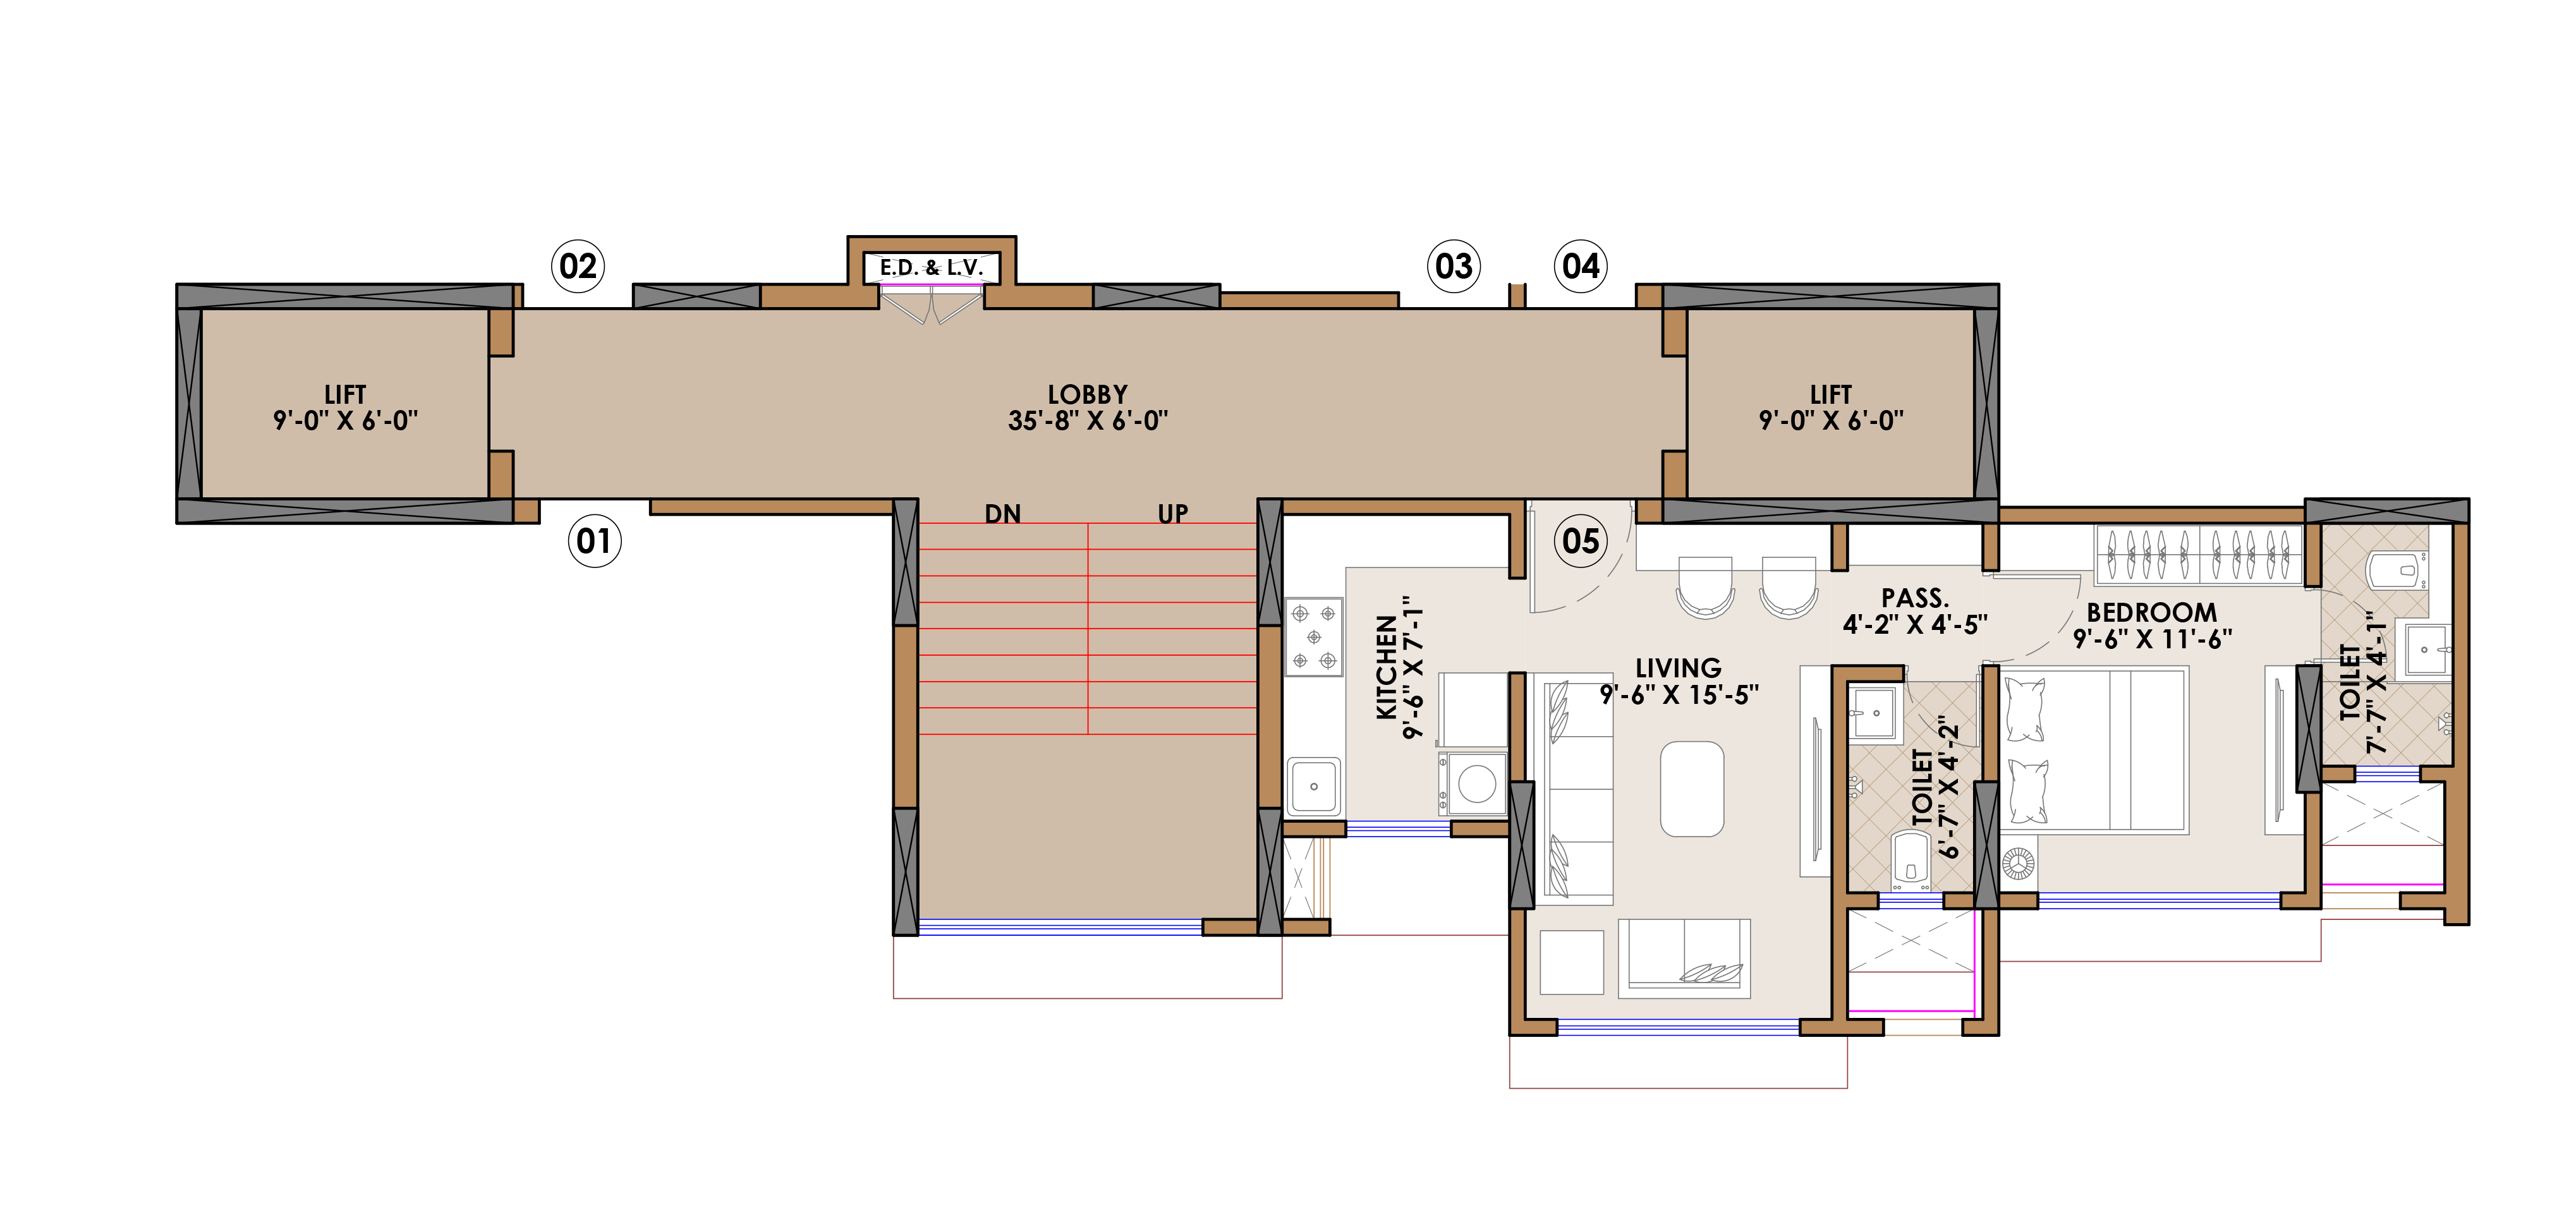 02
E.D. & L.V.
03
04
LIFT
9'-0" X 6'-0"
LOBBY
35'-8" X 6'-0"
LIFT
9'-0" X 6'-0"
DN
UP
01
05
KITCHEN
9'-6" X 7'-1"
LIVING
9'-6" X 15'-5"
PASS.
4'-2" X 4'-5"
BEDROOM
9'-6" X 11'-6"
TOILET
7'-7" X 4'-1"
TOILET
6'-7" X 4'-2"